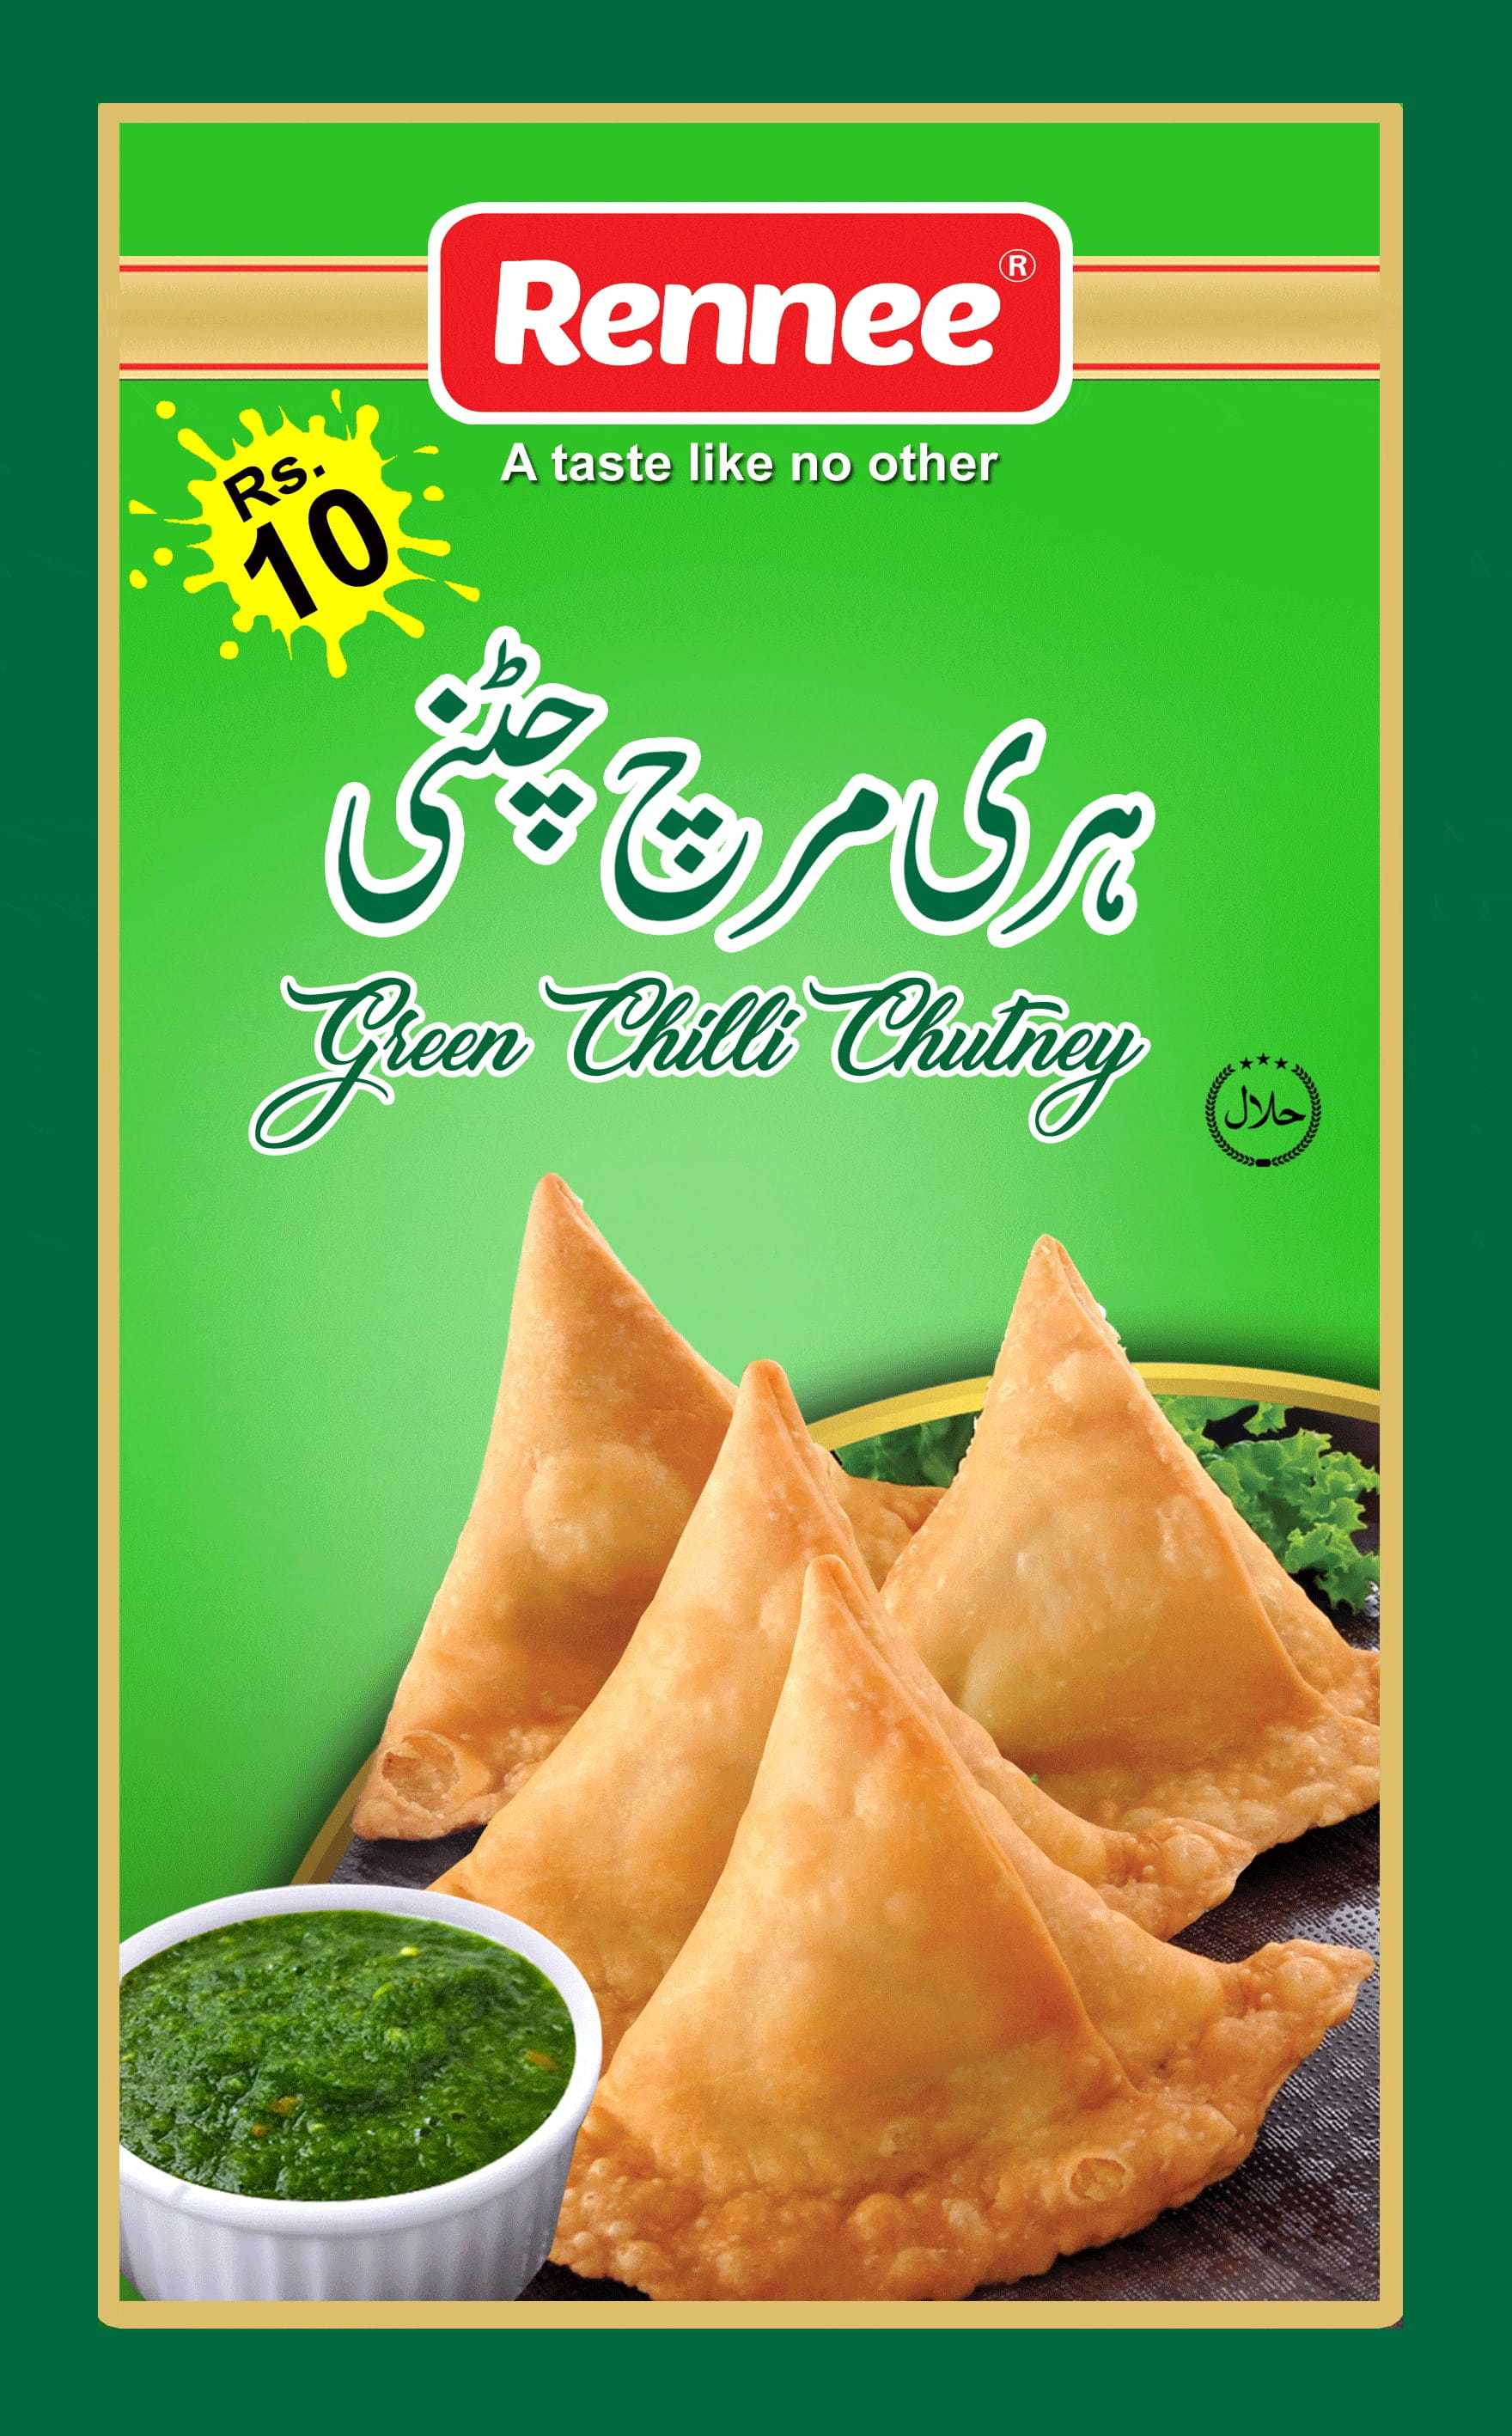 Rennee®
A taste like no other
Rs.
10
ہری مرچ چٹنی
Green Chilli Chutney
حلال